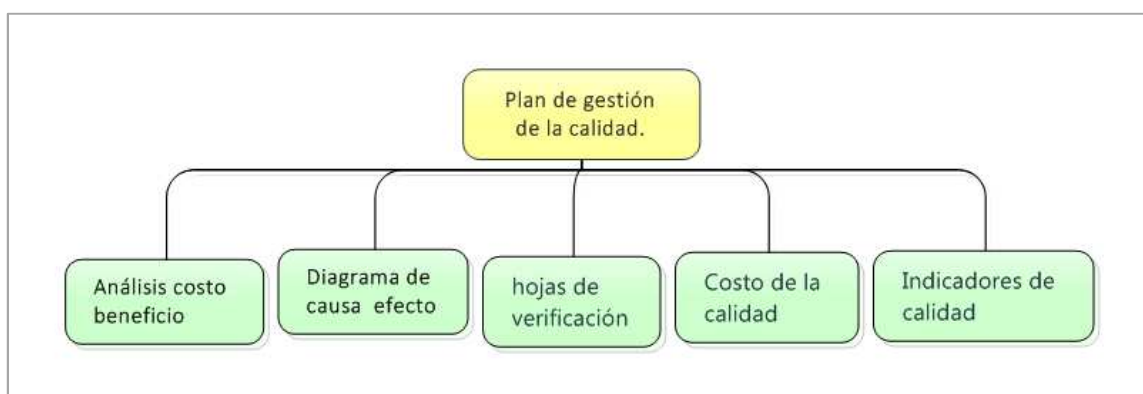 Plan de gestión
de la calidad.
Análisis costo
beneficio
Diagrama de
causa efecto
hojas de
verificación
Costo de la
calidad
Indicadores de
calidad